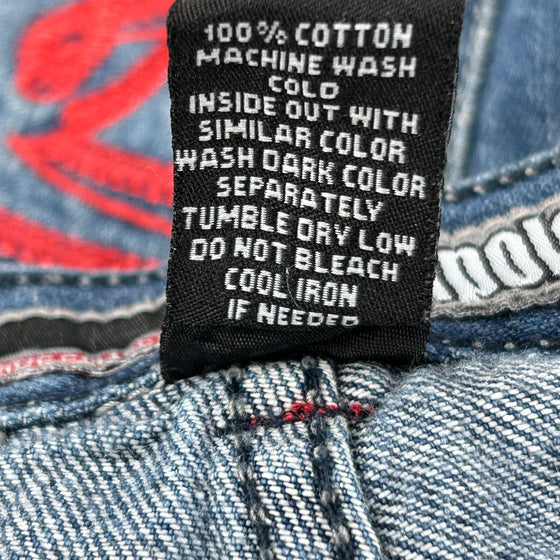 100% COTTON
MACHINE WASH
COLD
INSIDE OUT WITH
SIMILAR COLOR
WASH DARK COLOR
SEPARATELY
TUMBLE DRY LOW
DO NOT BLEACH
COOL IRON
IF NEEDED